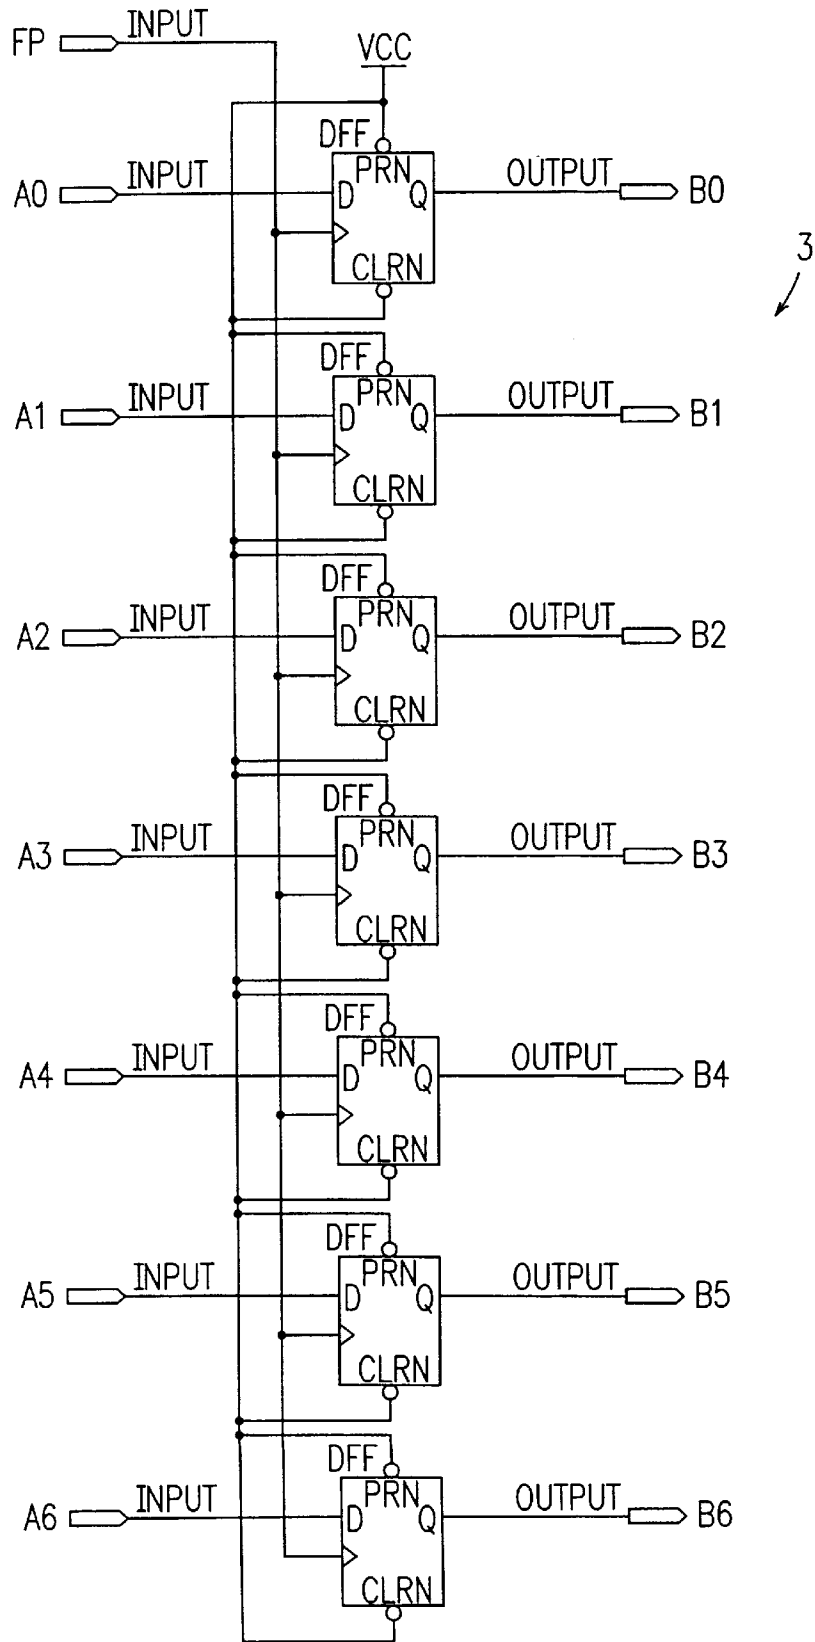 FP INPUT
VCC
DFF
A0 INPUT D PRN Q OUTPUT B0
CLRN
3
DFF
A1 INPUT D PRN Q OUTPUT B1
CLRN
DFF
A2 INPUT D PRN Q OUTPUT B2
CLRN
DFF
A3 INPUT D PRN Q OUTPUT B3
CLRN
DFF
A4 INPUT D PRN Q OUTPUT B4
CLRN
DFF
A5 INPUT D PRN Q OUTPUT B5
CLRN
DFF
A6 INPUT D PRN Q OUTPUT B6
CLRN